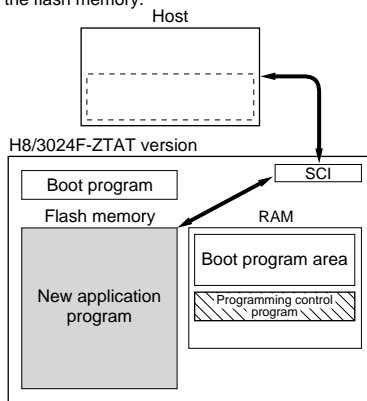 the flash memory.
Host
H8/3024F-ZTAT version
SCI
Boot program
Flash memory
RAM
Boot program area
New application
program
Programming control
program